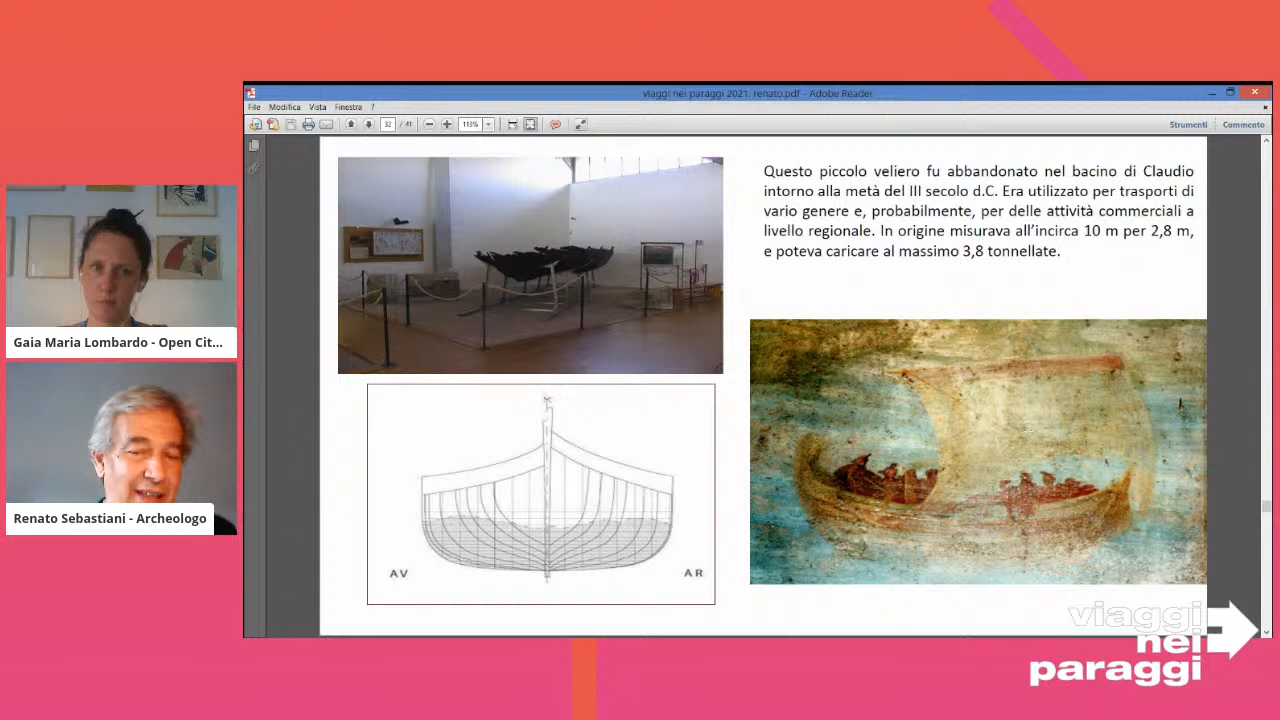 viaggi nei paraggi 2021. renato.pdf - Adobe Reader
File Modifica Vista Finestra ?
32 / 41
113%
Strumenti Commento
Questo piccolo veliero fu abbandonato nel bacino di Claudio
intorno alla metà del III secolo d.C. Era utilizzato per trasporti di
vario genere e, probabilmente, per delle attività commerciali a
livello regionale. In origine misurava all'incirca 10 m per 2,8 m,
e poteva caricare al massimo 3,8 tonnellate.
Gaia Maria Lombardo - Open Cit...
Renato Sebastiani - Archeologo
AV
AR
viaggi
nei
paraggi